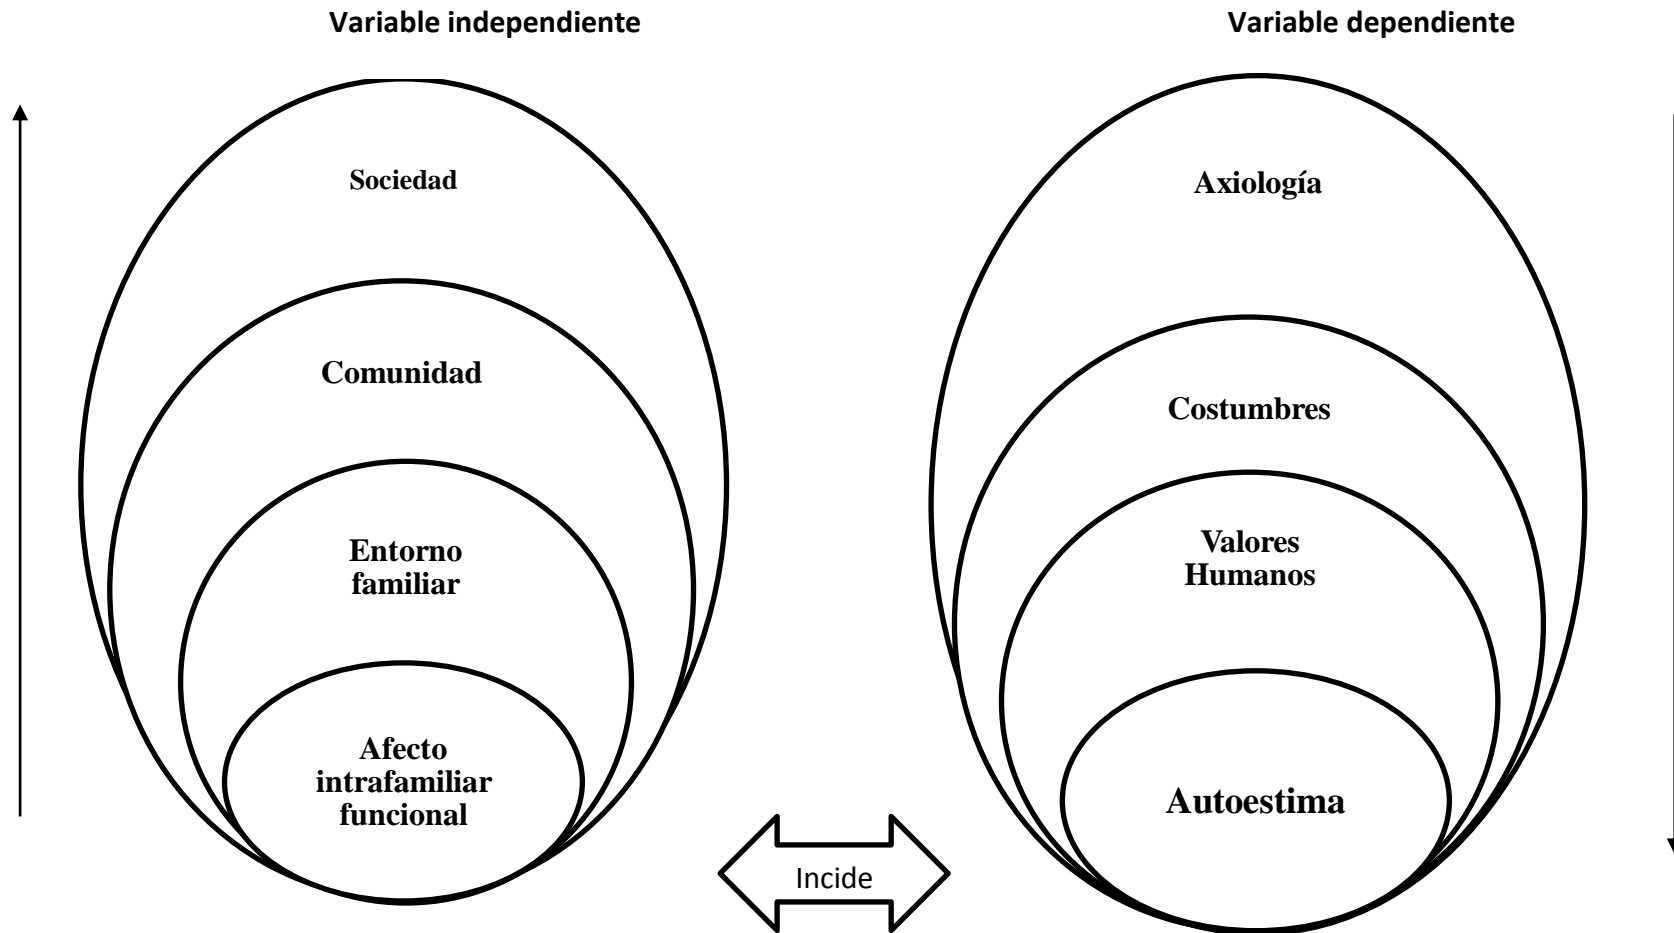 Variable independiente
Variable dependiente
Sociedad
Comunidad
Entorno
familiar
Afecto
intrafamiliar
funcional
Axiología
Costumbres
Valores
Humanos
Autoestima
Incide